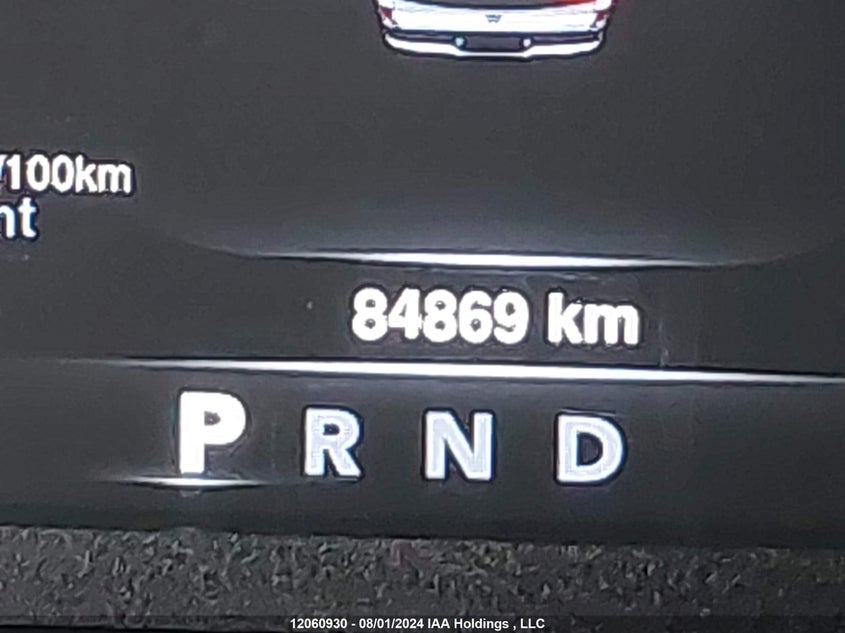 /100km
nt
84869 km
P R N D
12060930 - 08/01/2024 IAA Holdings , LLC